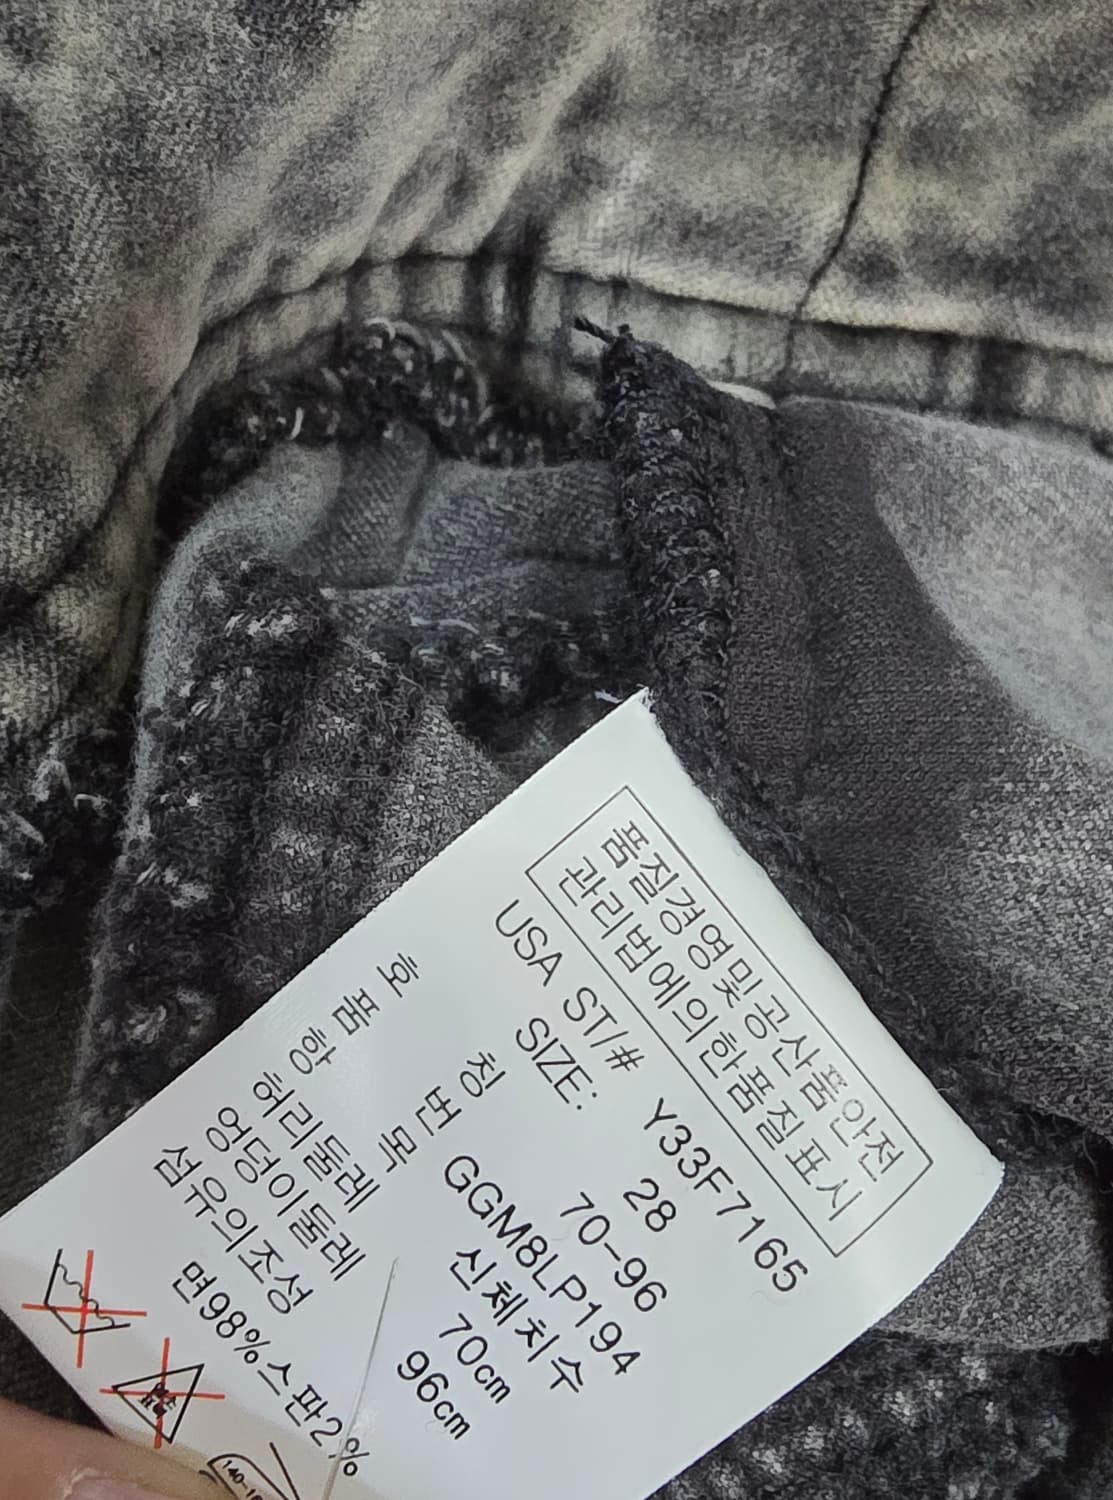 품질경영및공산품안전
관리법에의한품질표시
USA ST/# Y33F7165
SIZE: 28
호 칭 70-96
품 번 GGM8LP194
항 목 신체치수
허리둘레 70cm
엉덩이둘레 96cm
섬유의조성
면98%스판2%